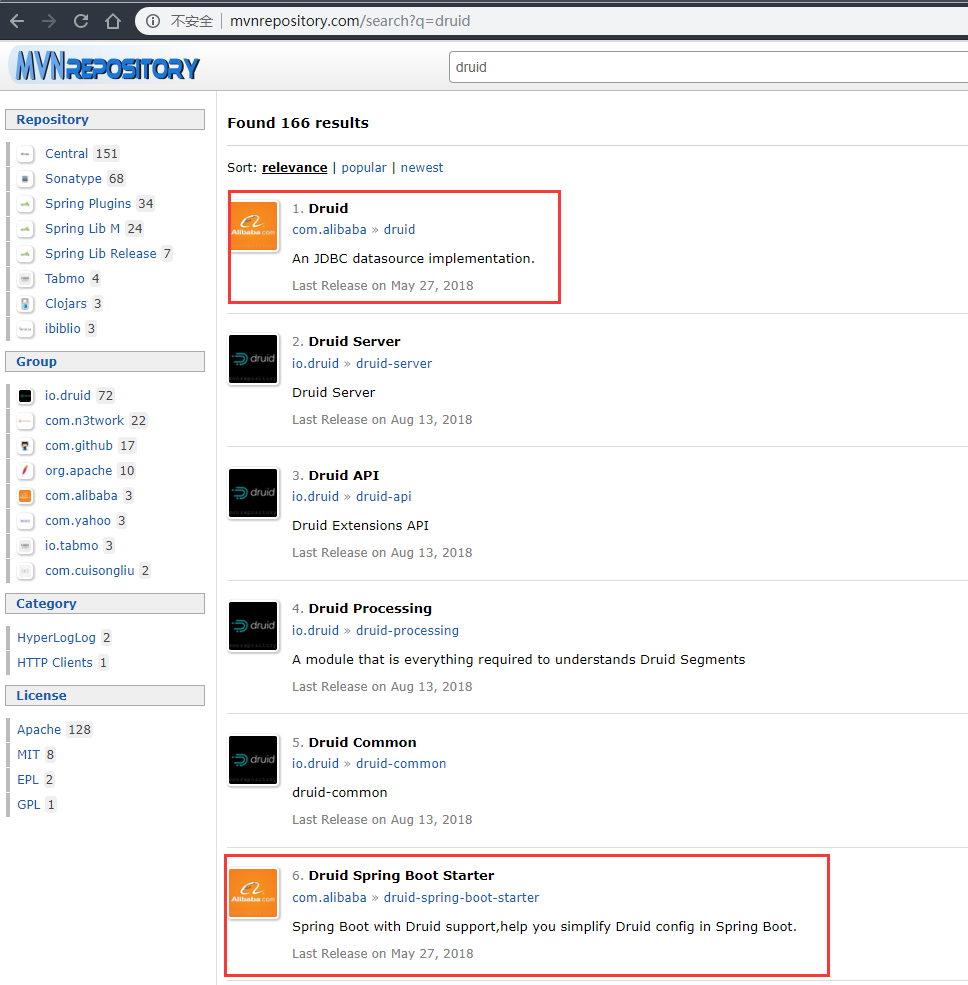 不安全 mvnrepository.com/search?q=druid
MVNREPOSITORY
druid
Repository
Central 151
Sonatype 68
Spring Plugins 34
Spring Lib M 24
Spring Lib Release 7
Tabmo 4
Clojars 3
ibiblio 3
Group
io.druid 72
com.n3twork 22
com.github 17
org.apache 10
com.alibaba 3
com.yahoo 3
io.tabmo 3
com.cuisongliu 2
Category
HyperLogLog 2
HTTP Clients 1
License
Apache 128
MIT 8
EPL 2
GPL 1
Found 166 results
Sort: relevance | popular | newest
Alibaba.com
1. Druid
com.alibaba » druid
An JDBC datasource implementation.
Last Release on May 27, 2018
druid
2. Druid Server
io.druid » druid-server
Druid Server
Last Release on Aug 13, 2018
druid
3. Druid API
io.druid » druid-api
Druid Extensions API
Last Release on Aug 13, 2018
druid
4. Druid Processing
io.druid » druid-processing
A module that is everything required to understands Druid Segments
Last Release on Aug 13, 2018
druid
5. Druid Common
io.druid » druid-common
druid-common
Last Release on Aug 13, 2018
Alibaba.com
6. Druid Spring Boot Starter
com.alibaba » druid-spring-boot-starter
Spring Boot with Druid support,help you simplify Druid config in Spring Boot.
Last Release on May 27, 2018